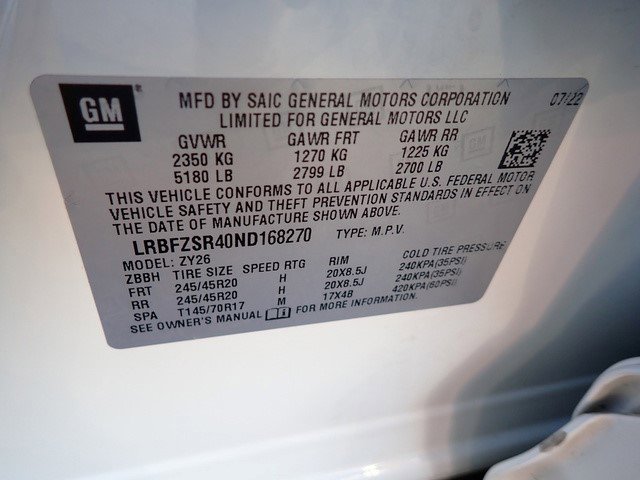 GM
MFD BY SAIC GENERAL MOTORS CORPORATION 07/22
LIMITED FOR GENERAL MOTORS LLC
GVWR GAWR FRT GAWR RR
2350 KG 1270 KG 1225 KG
5180 LB 2799 LB 2700 LB
THIS VEHICLE CONFORMS TO ALL APPLICABLE U.S. FEDERAL MOTOR
VEHICLE SAFETY AND THEFT PREVENTION STANDARDS IN EFFECT ON
THE DATE OF MANUFACTURE SHOWN ABOVE.
LRBFZSR40ND168270 TYPE: M.P.V.
MODEL: ZY26
ZBBH TIRE SIZE SPEED RTG RIM COLD TIRE PRESSURE
FRT 245/45R20 H 20X8.5J 240KPA(35PSI)
RR 245/45R20 H 20X8.5J 240KPA(35PSI)
SPA T145/70R17 M 17X4B 420KPA(60PSI)
SEE OWNER'S MANUAL FOR MORE INFORMATION.